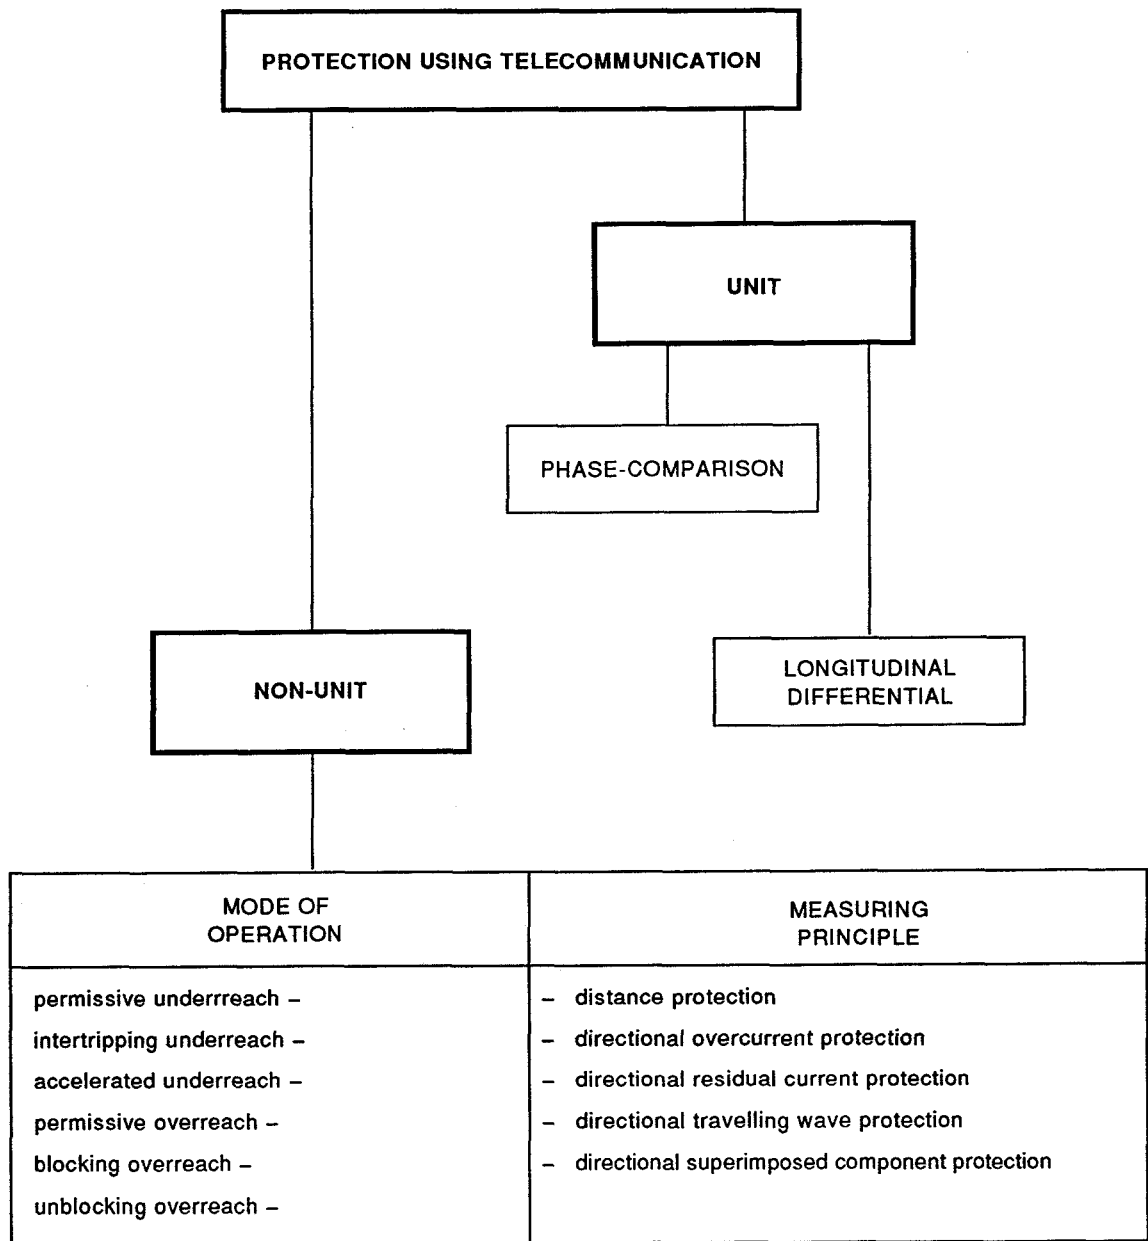 PROTECTION USING TELECOMMUNICATION
UNIT
PHASE-COMPARISON
LONGITUDINAL
DIFFERENTIAL
NON-UNIT
MODE OF
OPERATION
MEASURING
PRINCIPLE
permissive underrreach –
intertripping underreach –
accelerated underreach –
permissive overreach –
blocking overreach –
unblocking overreach –
– distance protection
– directional overcurrent protection
– directional residual current protection
– directional travelling wave protection
– directional superimposed component protection